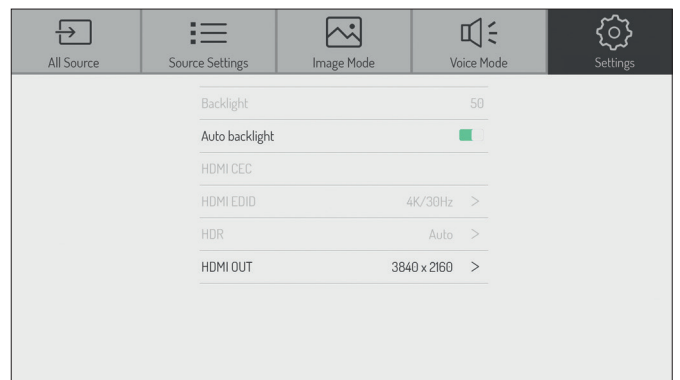 All Source
Source Settings
Image Mode
Voice Mode
Settings
Backlight 50
Auto backlight
HDMI CEC
HDMI EDID 4K/30Hz >
HDR Auto >
HDMI OUT 3840 x 2160 >